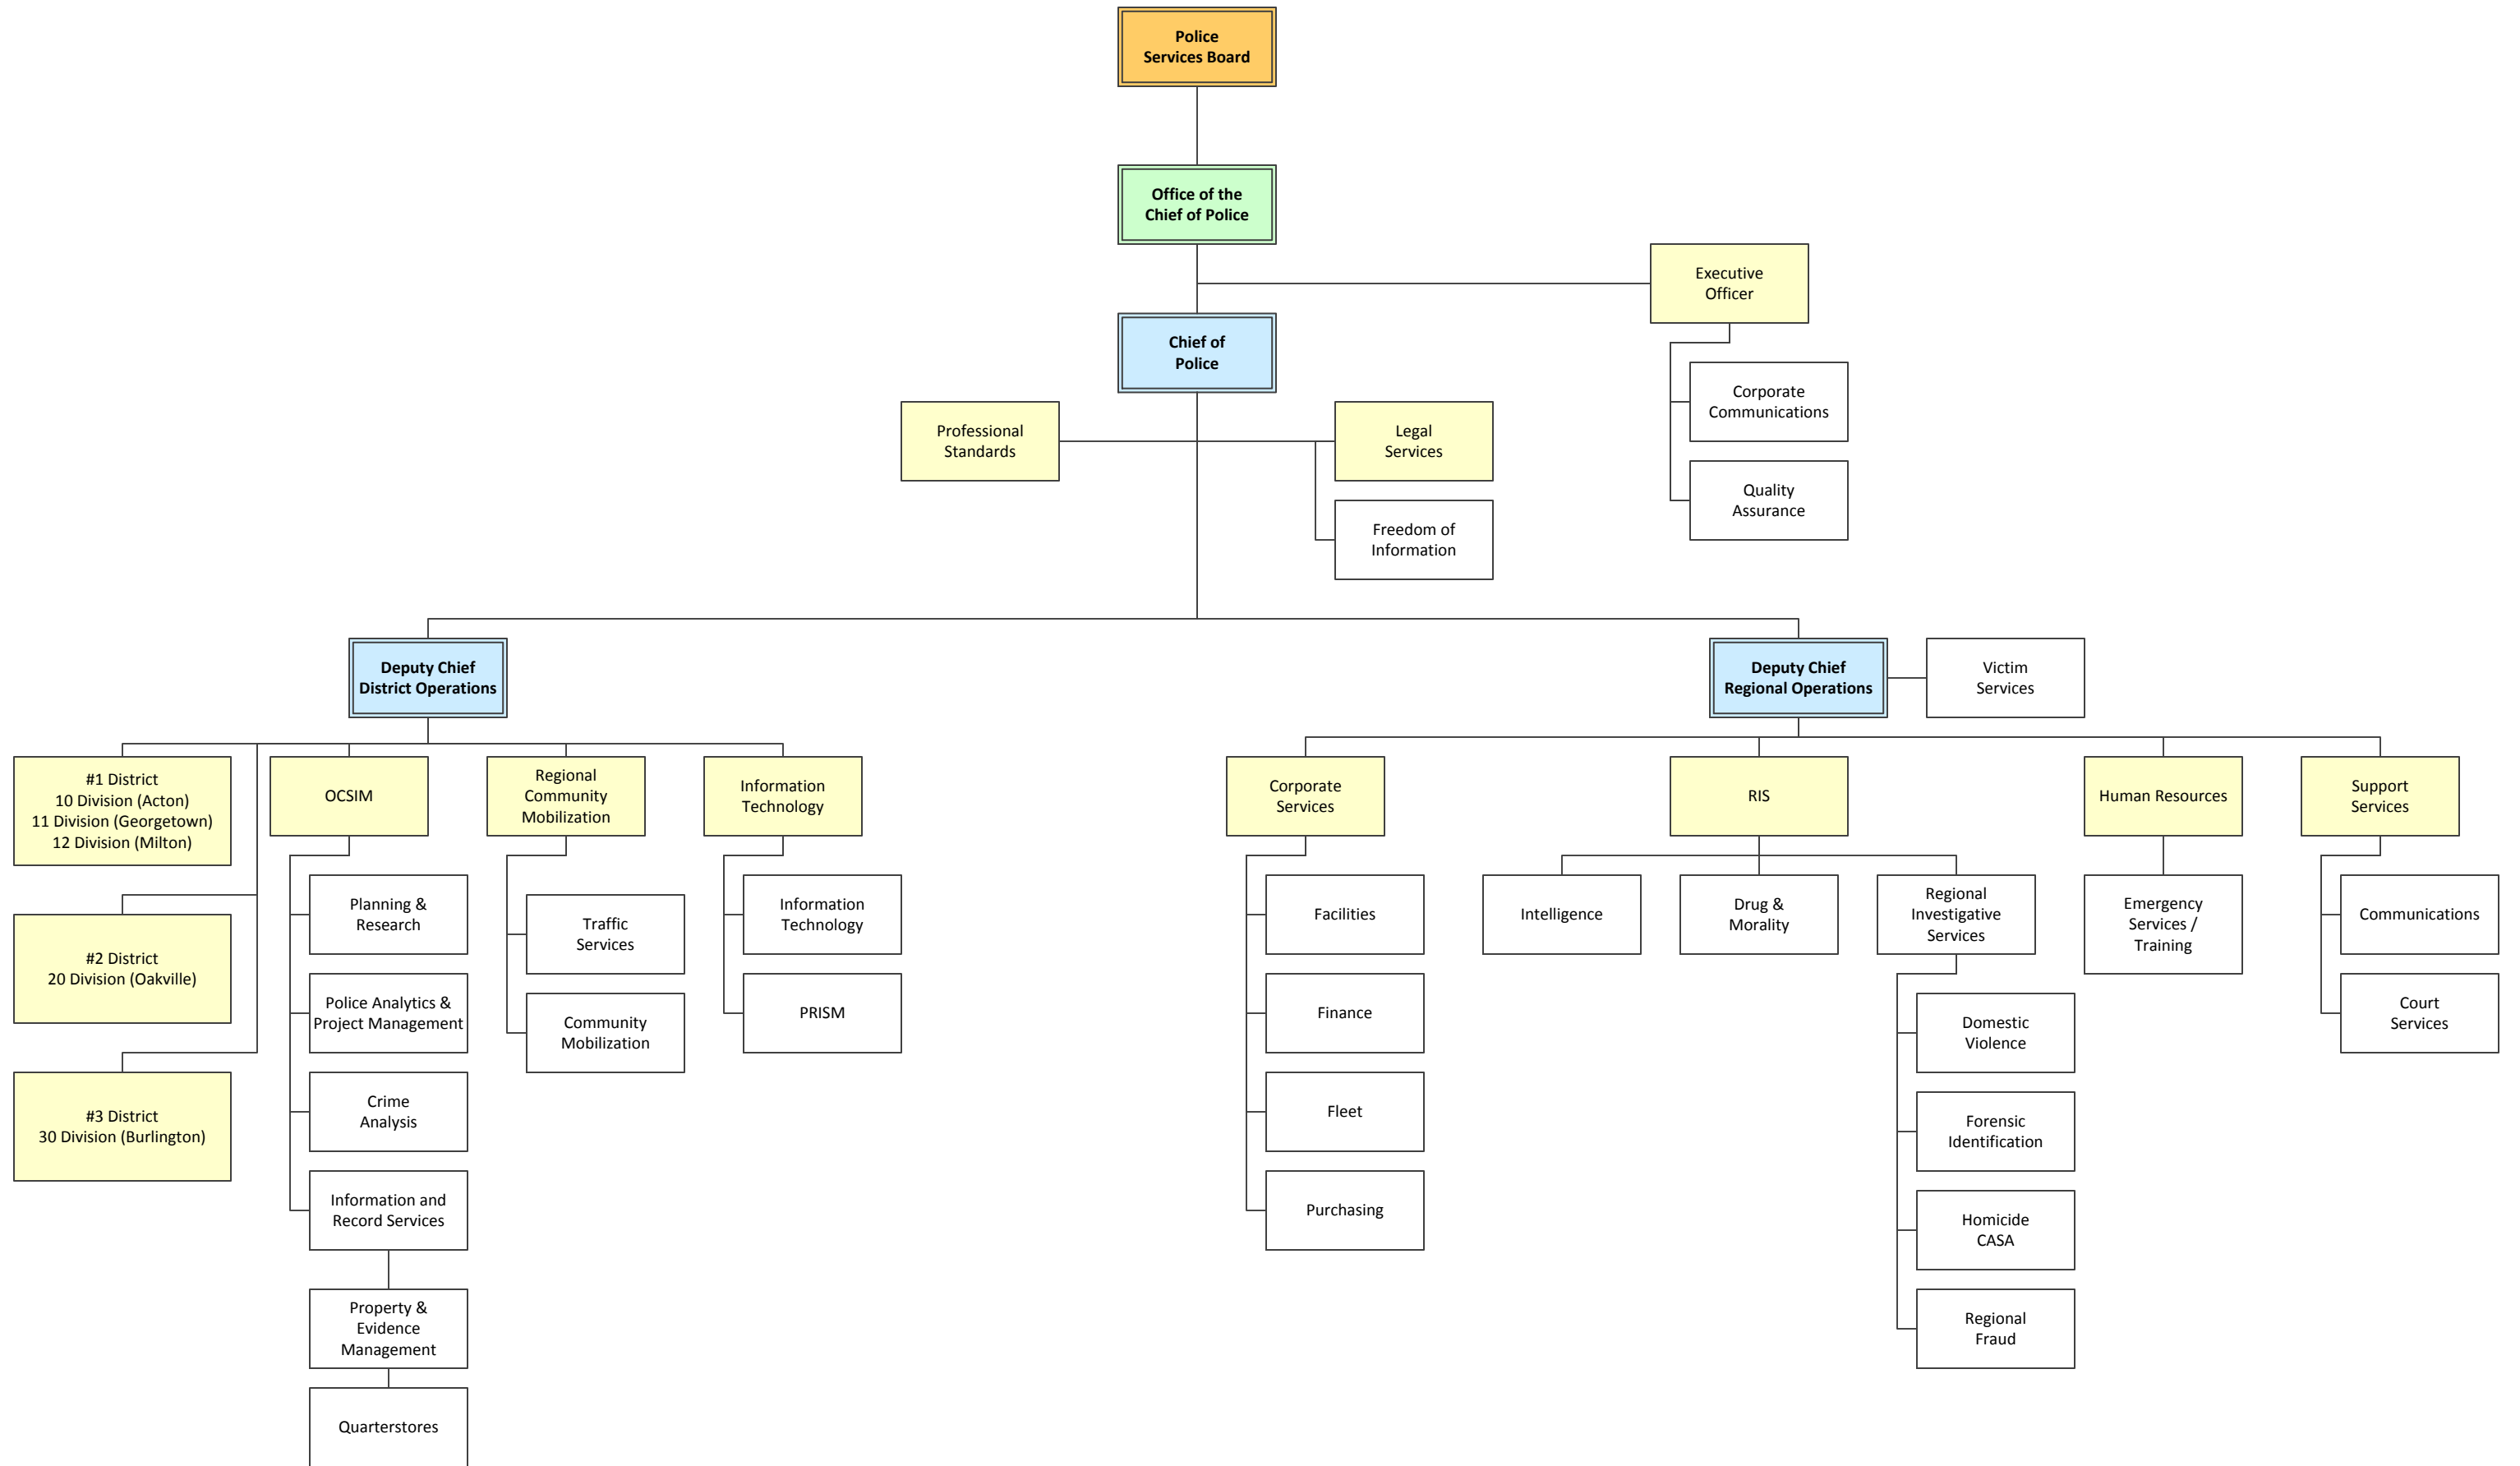 Police
Services Board
Office of the
Chief of Police
Executive
Officer
Chief of
Police
Corporate
Communications
Professional
Standards
Legal
Services
Quality
Assurance
Freedom of
Information
Deputy Chief
District Operations
Deputy Chief
Regional Operations
Victim
Services
#1 District
10 Division (Acton)
11 Division (Georgetown)
12 Division (Milton)
OCSIM
Regional
Community
Mobilization
Information
Technology
Corporate
Services
RIS
Human Resources
Support
Services
Planning &
Research
Traffic
Services
Information
Technology
Facilities
Intelligence
Drug &
Morality
Regional
Investigative
Services
Emergency
Services /
Training
Communications
#2 District
20 Division (Oakville)
Police Analytics &
Project Management
Community
Mobilization
PRISM
Finance
Domestic
Violence
Court
Services
#3 District
30 Division (Burlington)
Crime
Analysis
Fleet
Forensic
Identification
Information and
Record Services
Purchasing
Homicide
CASA
Property &
Evidence
Management
Regional
Fraud
Quarterstores